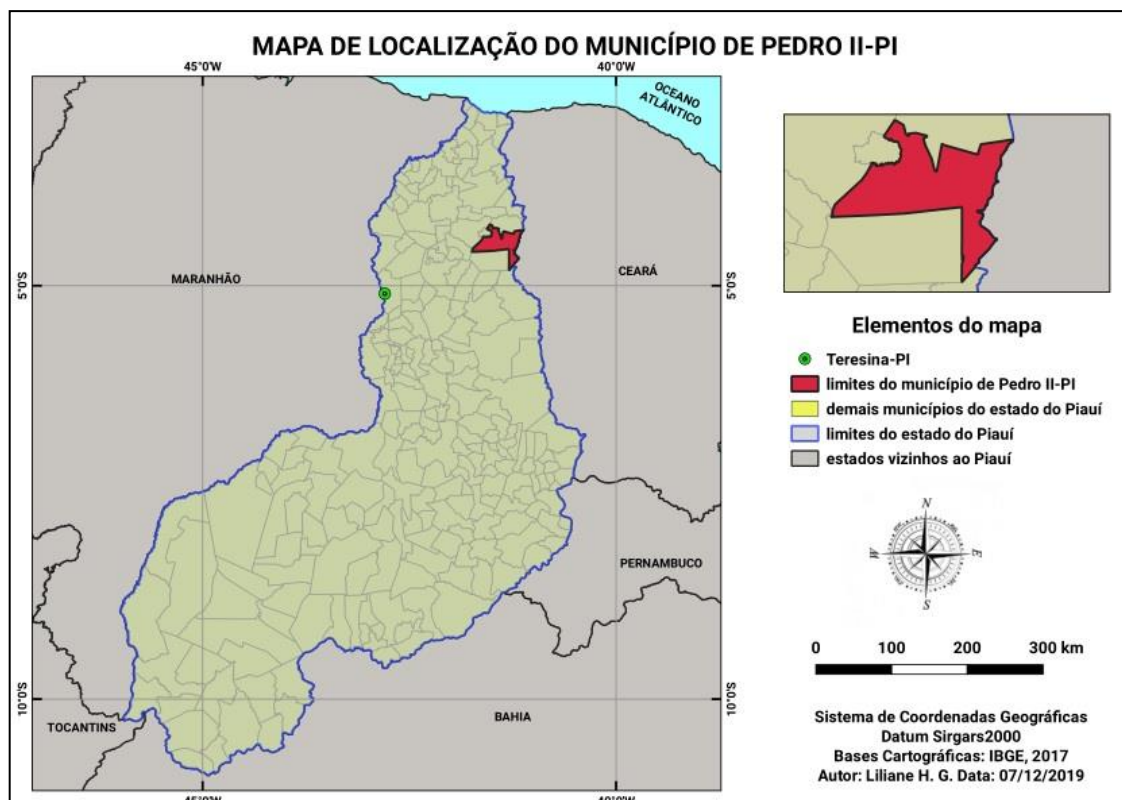 MAPA DE LOCALIZAÇÃO DO MUNICÍPIO DE PEDRO II-PI
45°0'W
40°0'W
OCEANO
ATLÂNTICO
MARANHÃO
CEARÁ
5°0'S
5°0'S
PERNAMBUCO
10°0'S
10°0'S
TOCANTINS
BAHIA
45°0'W
40°0'W
Elementos do mapa
Teresina-PI
limites do município de Pedro II-PI
demais municípios do estado do Piauí
limites do estado do Piauí
estados vizinhos ao Piauí
N
W
E
S
0 100 200 300 km
Sistema de Coordenadas Geográficas
Datum Sirgars2000
Bases Cartográficas: IBGE, 2017
Autor: Liliane H. G. Data: 07/12/2019